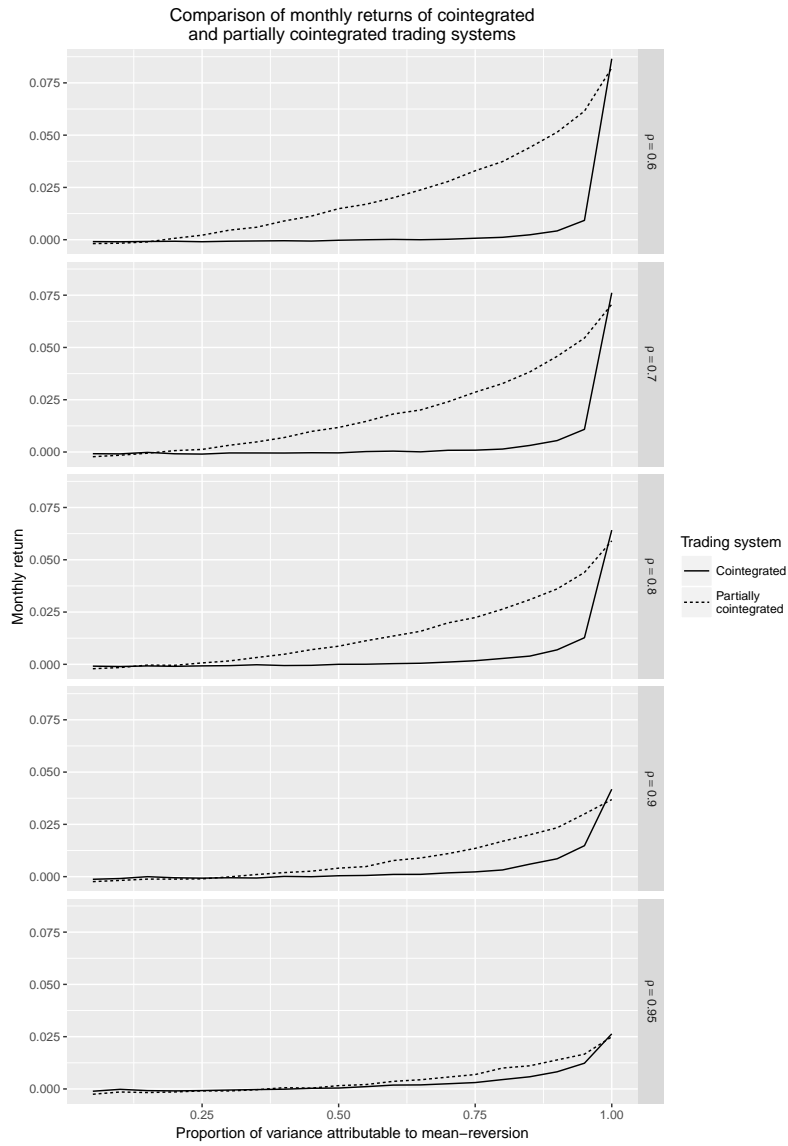 Comparison of monthly returns of cointegrated
and partially cointegrated trading systems
Monthly return
0.075
0.050
0.025
0.000
ρ = 0.6
0.075
0.050
0.025
0.000
ρ = 0.7
0.075
0.050
0.025
0.000
ρ = 0.8
0.075
0.050
0.025
0.000
ρ = 0.9
0.075
0.050
0.025
0.000
ρ = 0.95
0.25
0.50
0.75
1.00
Proportion of variance attributable to mean−reversion
Trading system
Cointegrated
Partially
cointegrated